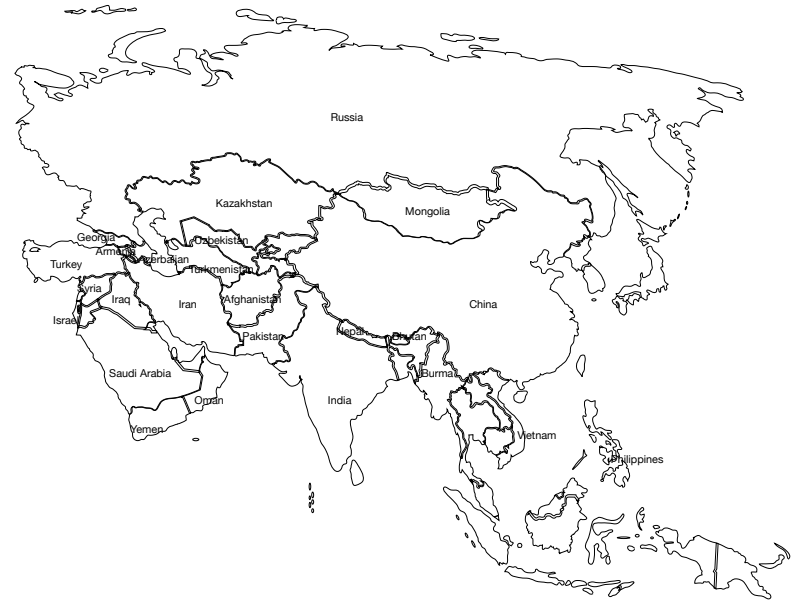 Russia
Kazakhstan
Mongolia
Georgia
Uzbekistan
Armenia
Azerbaijan
Turkey
Turkmenistan
Syria
Iraq
Iran
Afghanistan
China
Israel
Nepal
Bhutan
Pakistan
Saudi Arabia
Burma
Oman
India
Yemen
Vietnam
Philippines